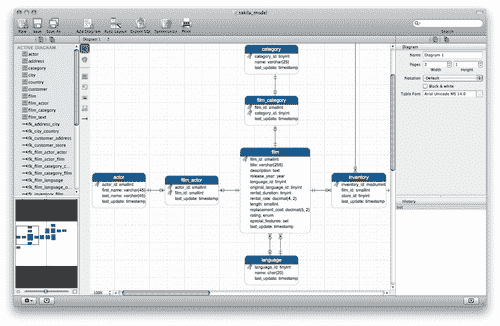 sakila_model
New
Save
Save As
Add Diagram
Auto Layout
Export SQL
Print
Search
ACTIVE DIAGRAM
actor
address
category
city
country
customer
film
film_actor
film_category
film_text
fk_address_city
fk_city_country
fk_customer_address
fk_customer_store
fk_film_actor_actor
fk_film_actor_film
fk_film_category_c
fk_film_category_fi
fk_film_language
Diagram 1
category
category_id: tinyint
name: varchar(25)
last_update: timestamp
film_category
film_id: smallint
category_id: tinyint
last_update: timestamp
actor
actor_id: smallint
first_name: varchar(45)
last_name: varchar(45)
last_update: timestamp
film_actor
actor_id: smallint
film_id: smallint
last_update: timestamp
film
film_id: smallint
title: varchar(255)
description: text
release_year: year
language_id: tinyint
original_language_id: tinyint
rental_duration: tinyint
rental_rate: decimal(4, 2)
length: smallint
replacement_cost: decimal(5, 2)
rating: enum
special_features: set
last_update: timestamp
inventory
inventory_id: mediumint
film_id: smallint
store_id: tinyint
last_update: timestamp
language
language_id: tinyint
name: char(20)
last_update: timestamp
100%
Diagram
Name: Diagram 1
Pages:
Width
Height
Notation: Default
Black & white
Table Font: Arial Unicode MS 14.0
History
Init